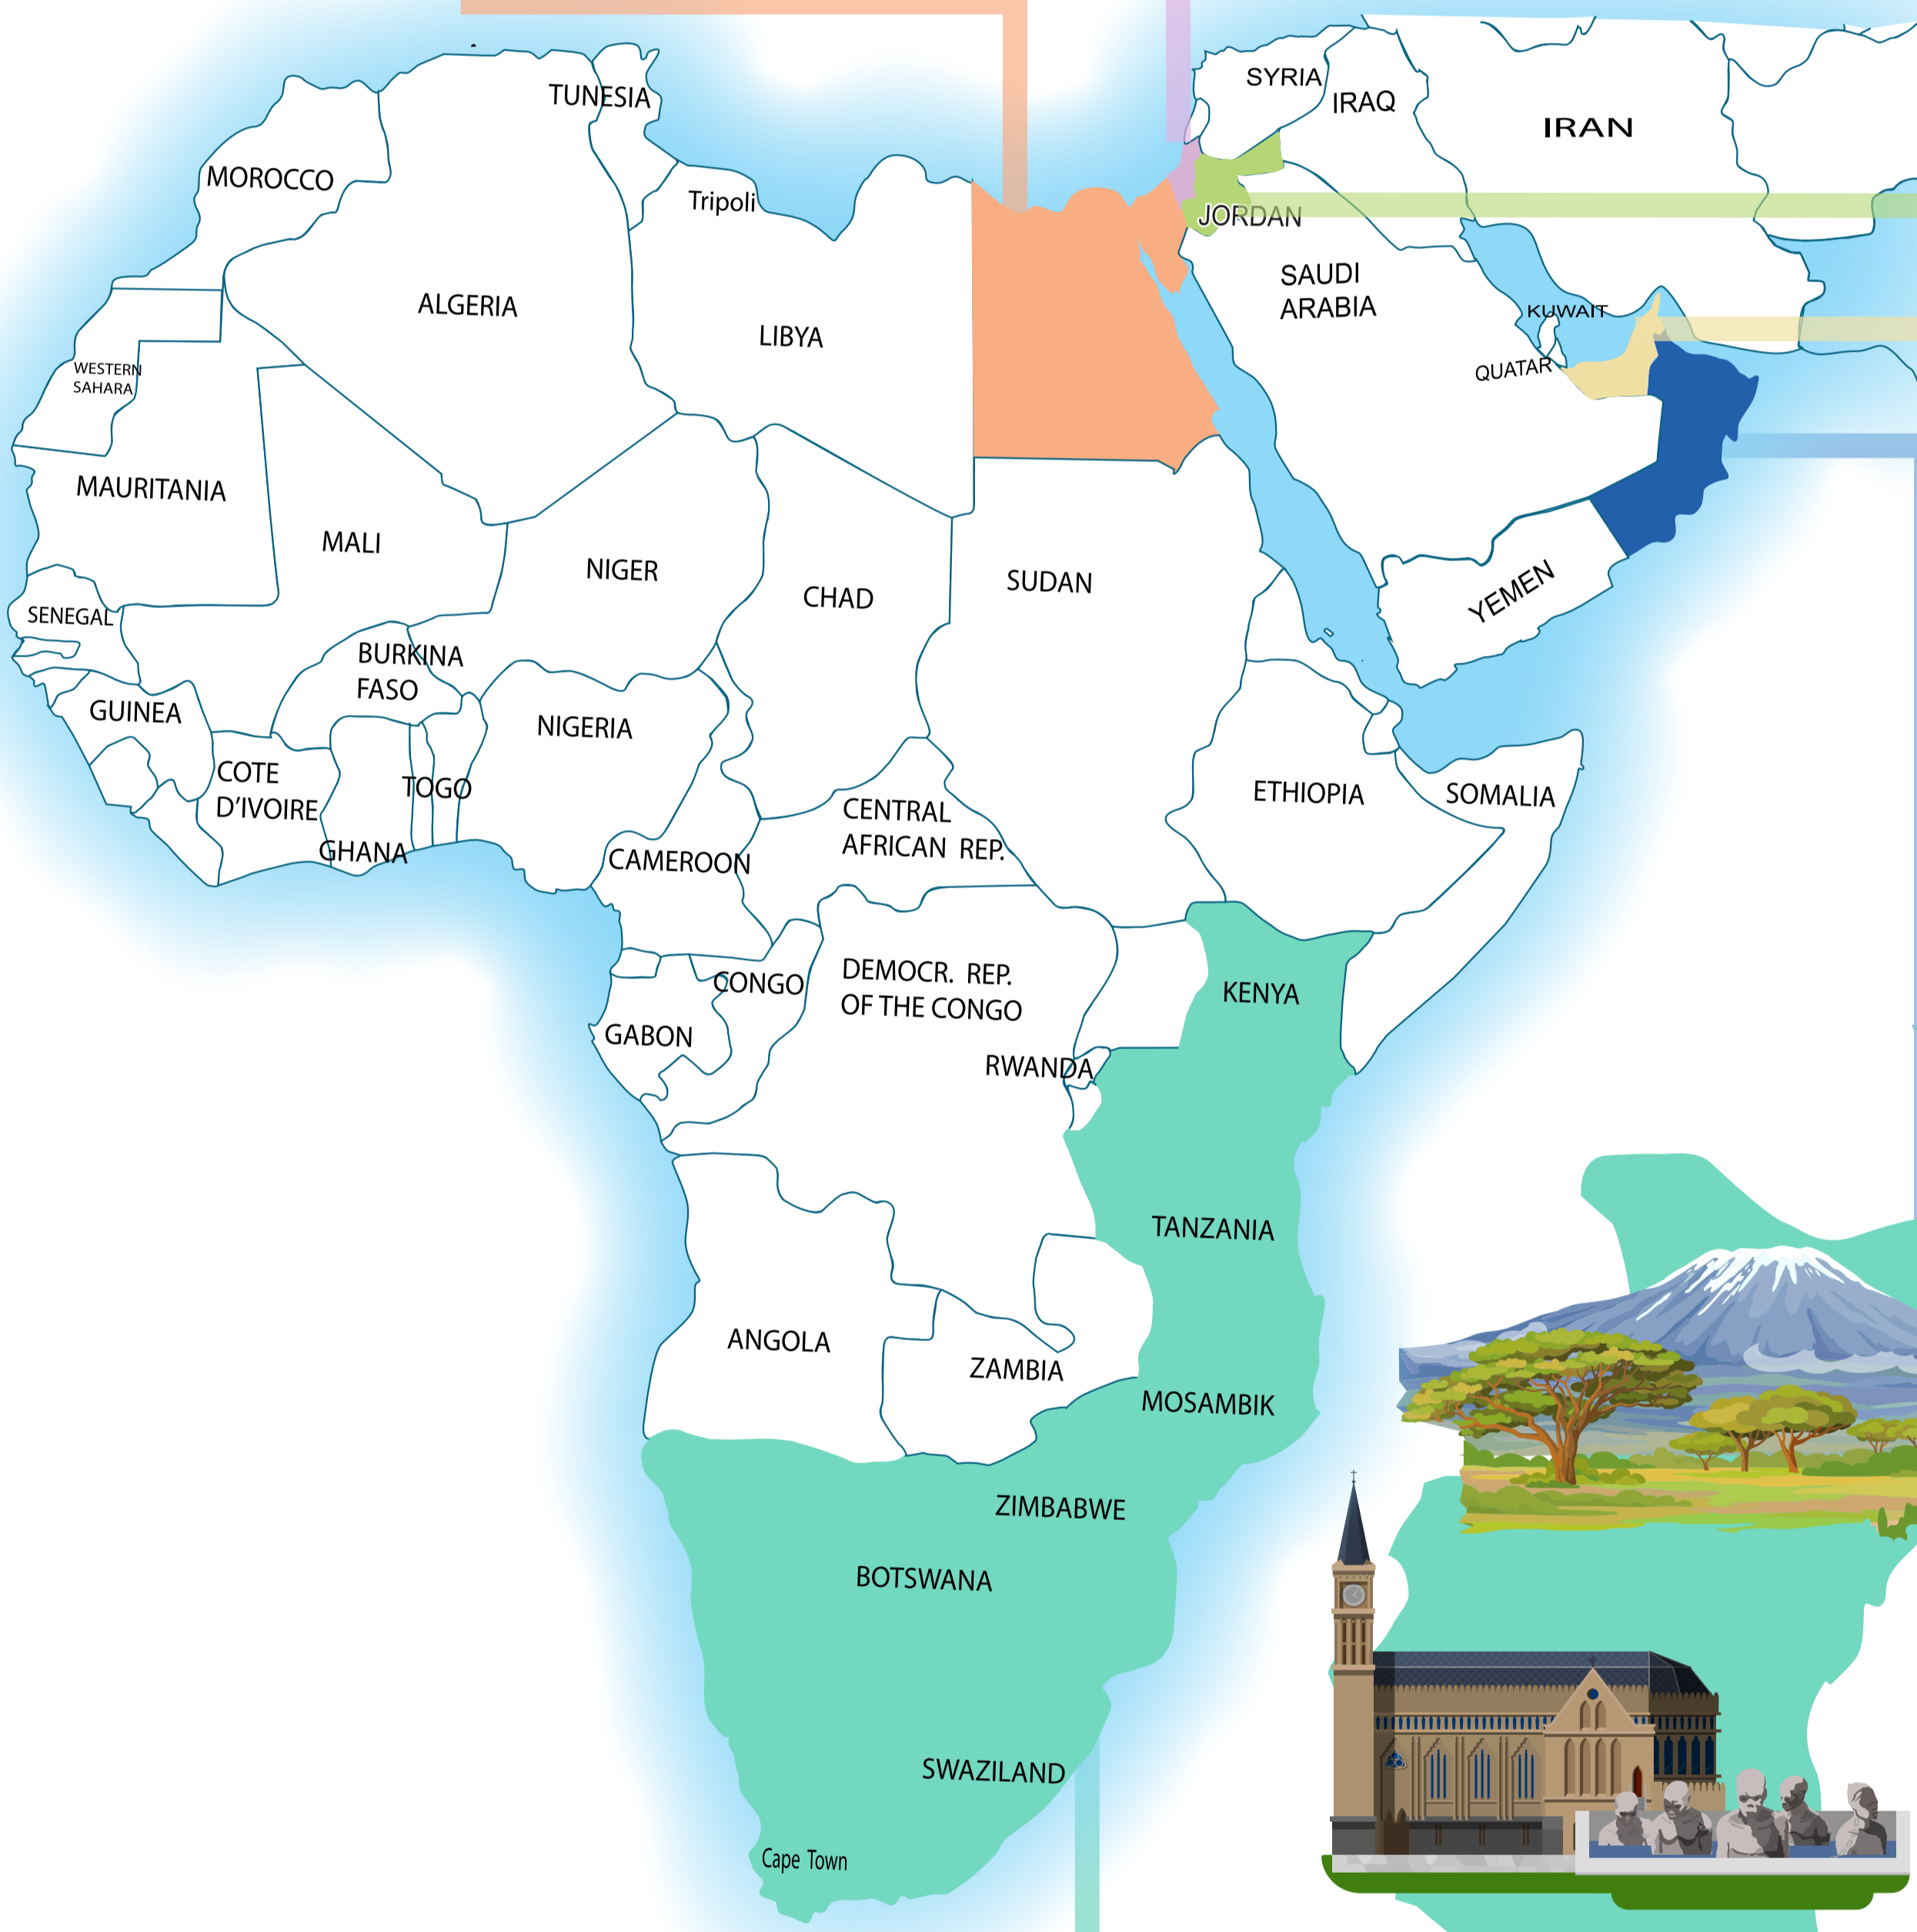 TUNESIA
SYRIA
IRAQ
IRAN
MOROCCO
Tripoli
JORDAN
ALGERIA
SAUDI
ARABIA
LIBYA
KUWAIT
WESTERN
SAHARA
QUATAR
MAURITANIA
MALI
NIGER
CHAD
SUDAN
YEMEN
SENEGAL
BURKINA
FASO
GUINEA
NIGERIA
COTE
D'IVOIRE
TOGO
GHANA
CENTRAL
AFRICAN REP.
ETHIOPIA
SOMALIA
CAMEROON
CONGO
DEMOCR. REP.
OF THE CONGO
KENYA
GABON
RWANDA
TANZANIA
ANGOLA
ZAMBIA
MOSAMBIK
ZIMBABWE
BOTSWANA
SWAZILAND
Cape Town